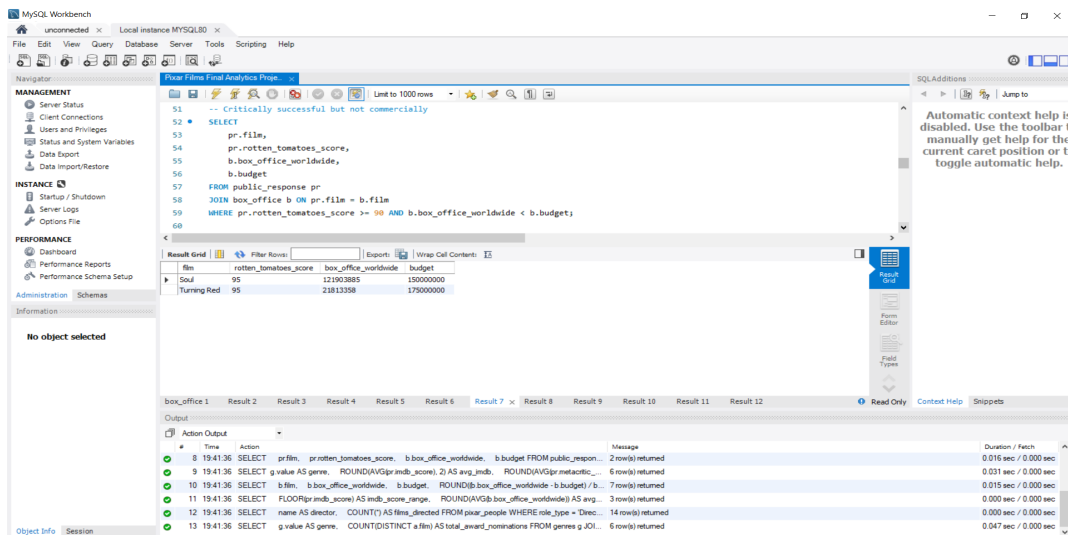 MySQL Workbench
unconnected × Local instance MYSQL80 ×
File Edit View Query Database Server Tools Scripting Help
Navigator
MANAGEMENT
Server Status
Client Connections
Users and Privileges
Status and System Variables
Data Export
Data Import/Restore
INSTANCE
Startup / Shutdown
Server Logs
Options File
PERFORMANCE
Dashboard
Performance Reports
Performance Schema Setup
Administration Schemas
Information
No object selected
Object Info Session
Pixar Films Final Analytics Proje... ×
Limit to 1000 rows
51 -- Critically successful but not commercially
52 SELECT
53 pr.film,
54 pr.rotten_tomatoes_score,
55 b.box_office_worldwide,
56 b.budget
57 FROM public_response pr
58 JOIN box_office b ON pr.film = b.film
59 WHERE pr.rotten_tomatoes_score >= 90 AND b.box_office_worldwide < b.budget;
60
Result Grid Filter Rows: Export: Wrap Cell Content:
film rotten_tomatoes_score box_office_worldwide budget
Soul 95 121903885 150000000
Turning Red 95 21813358 175000000
Result Grid
Form Editor
Field Types
box_office 1 Result 2 Result 3 Result 4 Result 5 Result 6 Result 7 × Result 8 Result 9 Result 10 Result 11 Result 12
Read Only
Output
Action Output
# Time Action Message Duration / Fetch
8 19:41:36 SELECT pr.film, pr.rotten_tomatoes_score, b.box_office_worldwide, b.budget FROM public_respon... 2 row(s) returned 0.016 sec / 0.000 sec
9 19:41:36 SELECT g.value AS genre, ROUND(AVG(pr.imdb_score), 2) AS avg_imdb, ROUND(AVG(pr.metacritic_... 6 row(s) returned 0.031 sec / 0.000 sec
10 19:41:36 SELECT b.film, b.box_office_worldwide, b.budget, ROUND((b.box_office_worldwide - b.budget) / b... 7 row(s) returned 0.015 sec / 0.000 sec
11 19:41:36 SELECT FLOOR(pr.imdb_score) AS imdb_score_range, ROUND(AVG(b.box_office_worldwide)) AS avg... 3 row(s) returned 0.000 sec / 0.000 sec
12 19:41:36 SELECT name AS director, COUNT(*) AS films_directed FROM pixar_people WHERE role_type = 'Direc... 14 row(s) returned 0.000 sec / 0.000 sec
13 19:41:36 SELECT g.value AS genre, COUNT(DISTINCT a.film) AS total_award_nominations FROM genres g JOI... 6 row(s) returned 0.047 sec / 0.000 sec
SQLAdditions
Jump to
Automatic context help is
disabled. Use the toolbar t
manually get help for the
current caret position or t
toggle automatic help.
Context Help Snippets